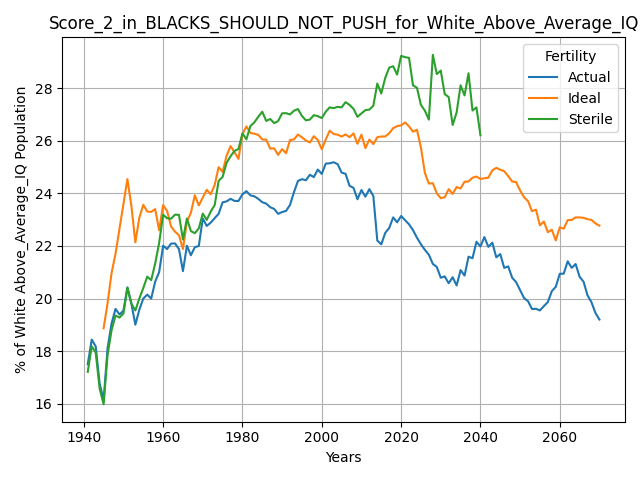 Score_2_in_BLACKS_SHOULD_NOT_PUSH_for_White_Above_Average_IQ
% of White Above_Average_IQ Population
28
26
24
22
20
18
16
Fertility
Actual
Ideal
Sterile
1940 1960 1980 2000 2020 2040 2060
Years